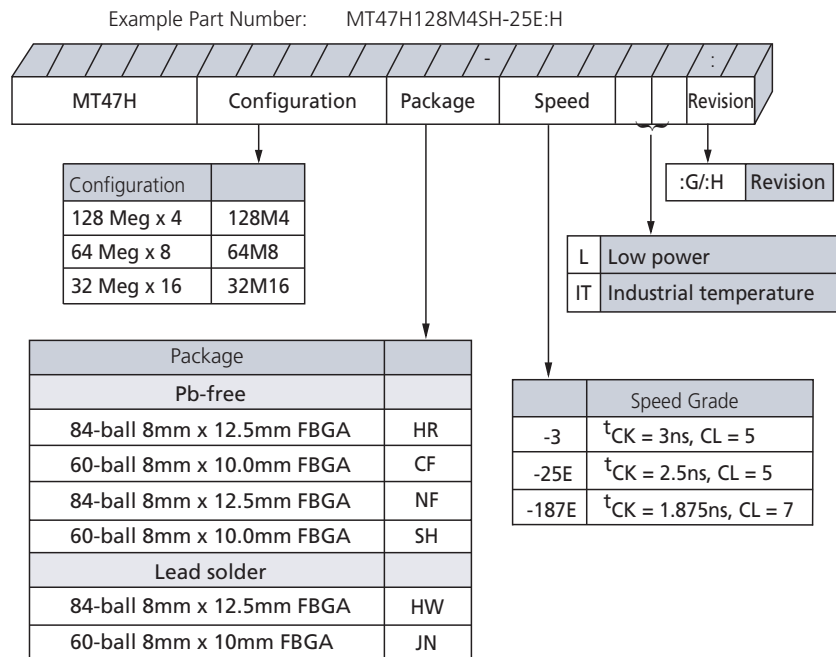 Example Part Number: MT47H128M4SH-25E:H
- :
MT47H Configuration Package Speed Revision
Configuration
128 Meg x 4 128M4
64 Meg x 8 64M8
32 Meg x 16 32M16
:G/:H Revision
L Low power
IT Industrial temperature
Package
Pb-free
84-ball 8mm x 12.5mm FBGA HR
60-ball 8mm x 10.0mm FBGA CF
84-ball 8mm x 12.5mm FBGA NF
60-ball 8mm x 10.0mm FBGA SH
Lead solder
84-ball 8mm x 12.5mm FBGA HW
60-ball 8mm x 10mm FBGA JN
Speed Grade
-3 tCK = 3ns, CL = 5
-25E tCK = 2.5ns, CL = 5
-187E tCK = 1.875ns, CL = 7